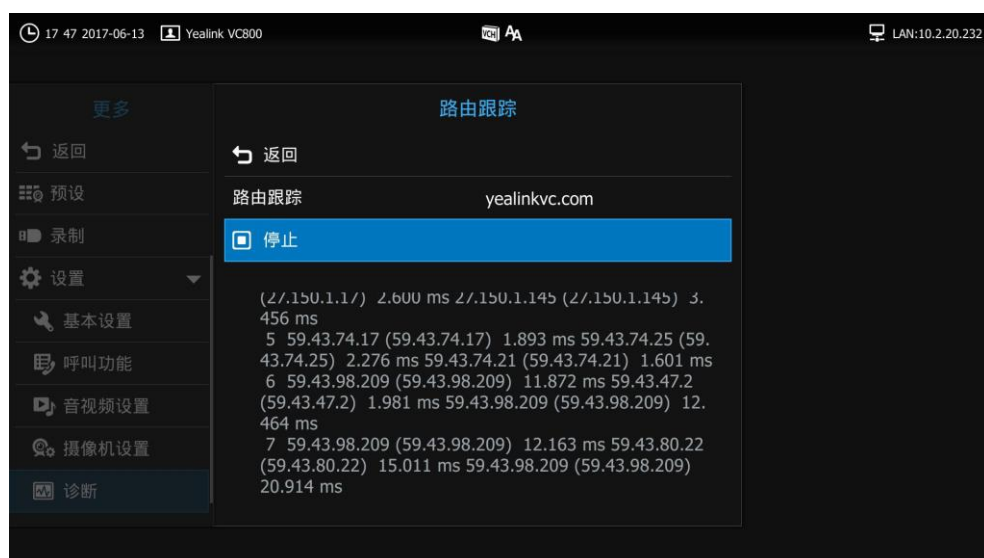 17 47 2017-06-13 Yealink VC800 VCH AA LAN:10.2.20.232
更多
返回
预设
录制
设置
基本设置
呼叫功能
音视频设置
摄像机设置
诊断
路由跟踪
返回
路由跟踪 yealinkvc.com
停止
(27.150.1.17) 2.600 ms 27.150.1.145 (27.150.1.145) 3.
456 ms
5 59.43.74.17 (59.43.74.17) 1.893 ms 59.43.74.25 (59.
43.74.25) 2.276 ms 59.43.74.21 (59.43.74.21) 1.601 ms
6 59.43.98.209 (59.43.98.209) 11.872 ms 59.43.47.2
(59.43.47.2) 1.981 ms 59.43.98.209 (59.43.98.209) 12.
464 ms
7 59.43.98.209 (59.43.98.209) 12.163 ms 59.43.80.22
(59.43.80.22) 15.011 ms 59.43.98.209 (59.43.98.209)
20.914 ms